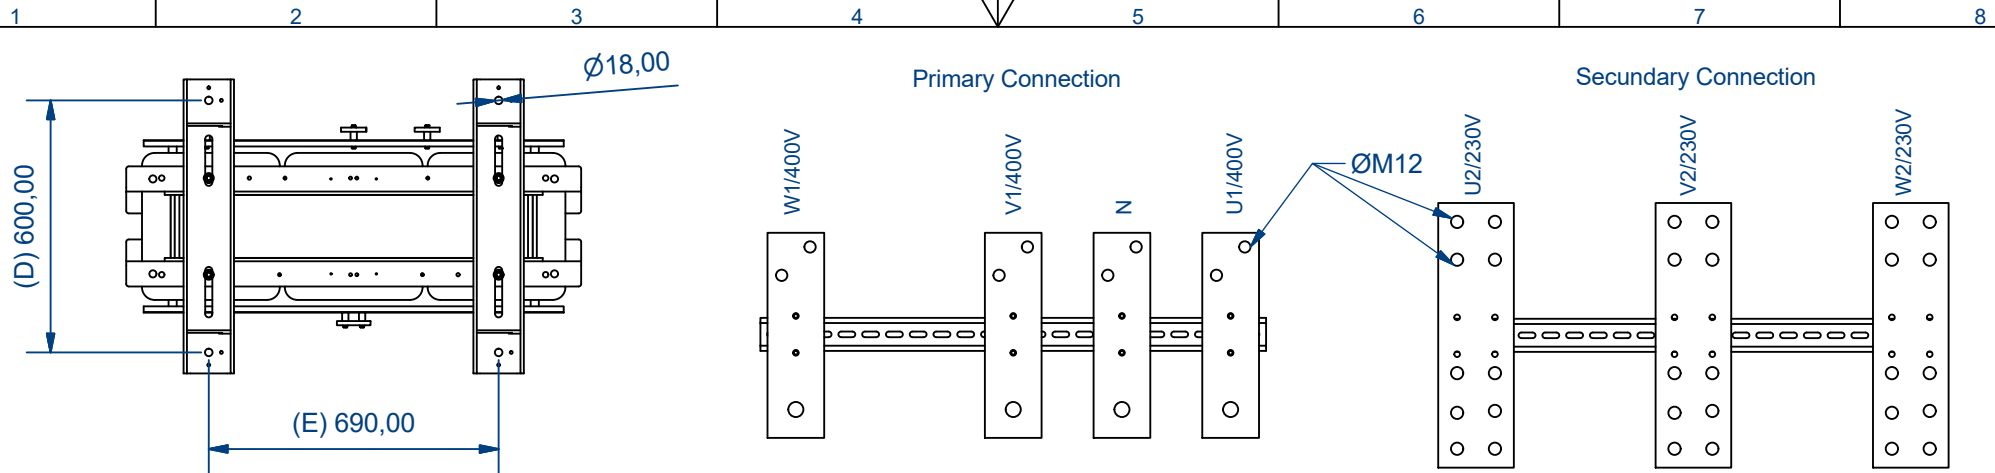 1 2 3 4 5 6 7 8
Ø18,00
(D) 600,00
(E) 690,00
Primary Connection
W1/400V
V1/400V
N
U1/400V
ØM12
Secundary Connection
U2/230V
V2/230V
W2/230V